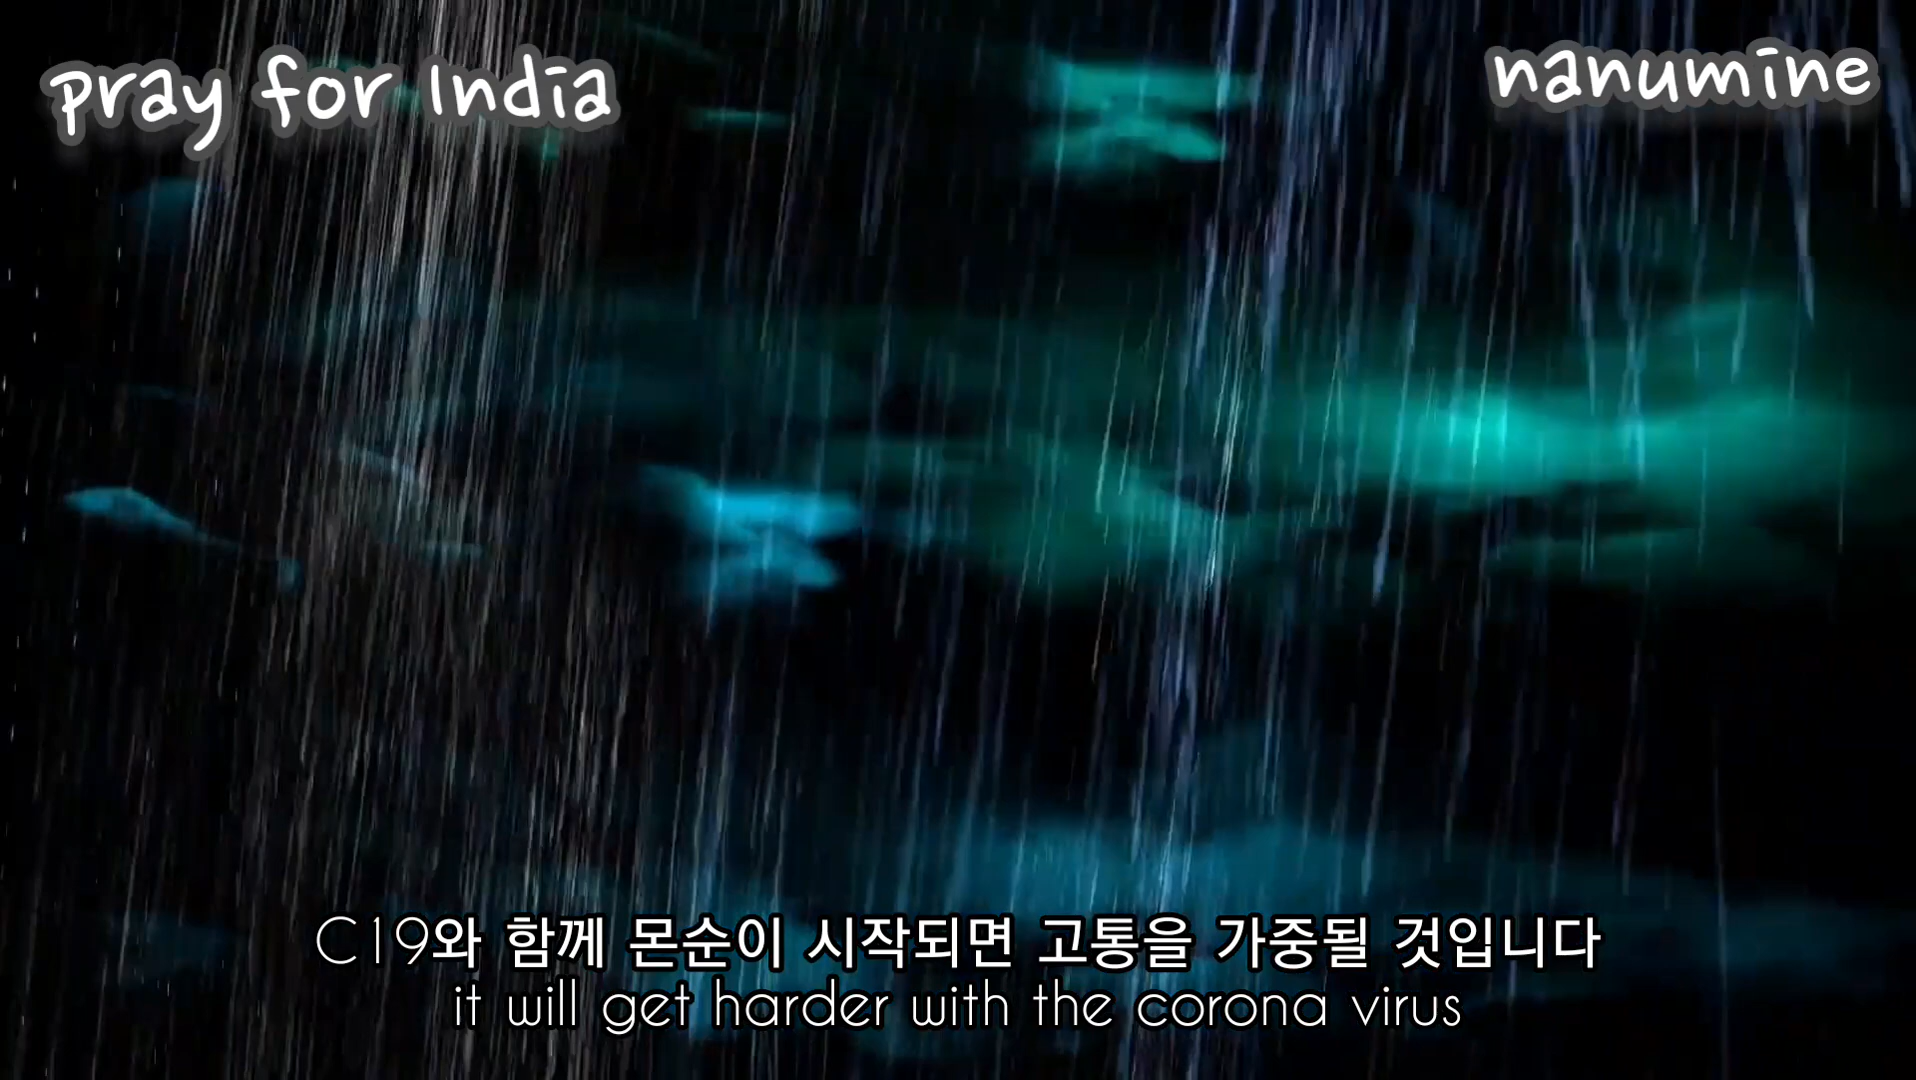 pray for India
nanumine
C19와 함께 몬순이 시작되면 고통을 가중될 것입니다
it will get harder with the corona virus